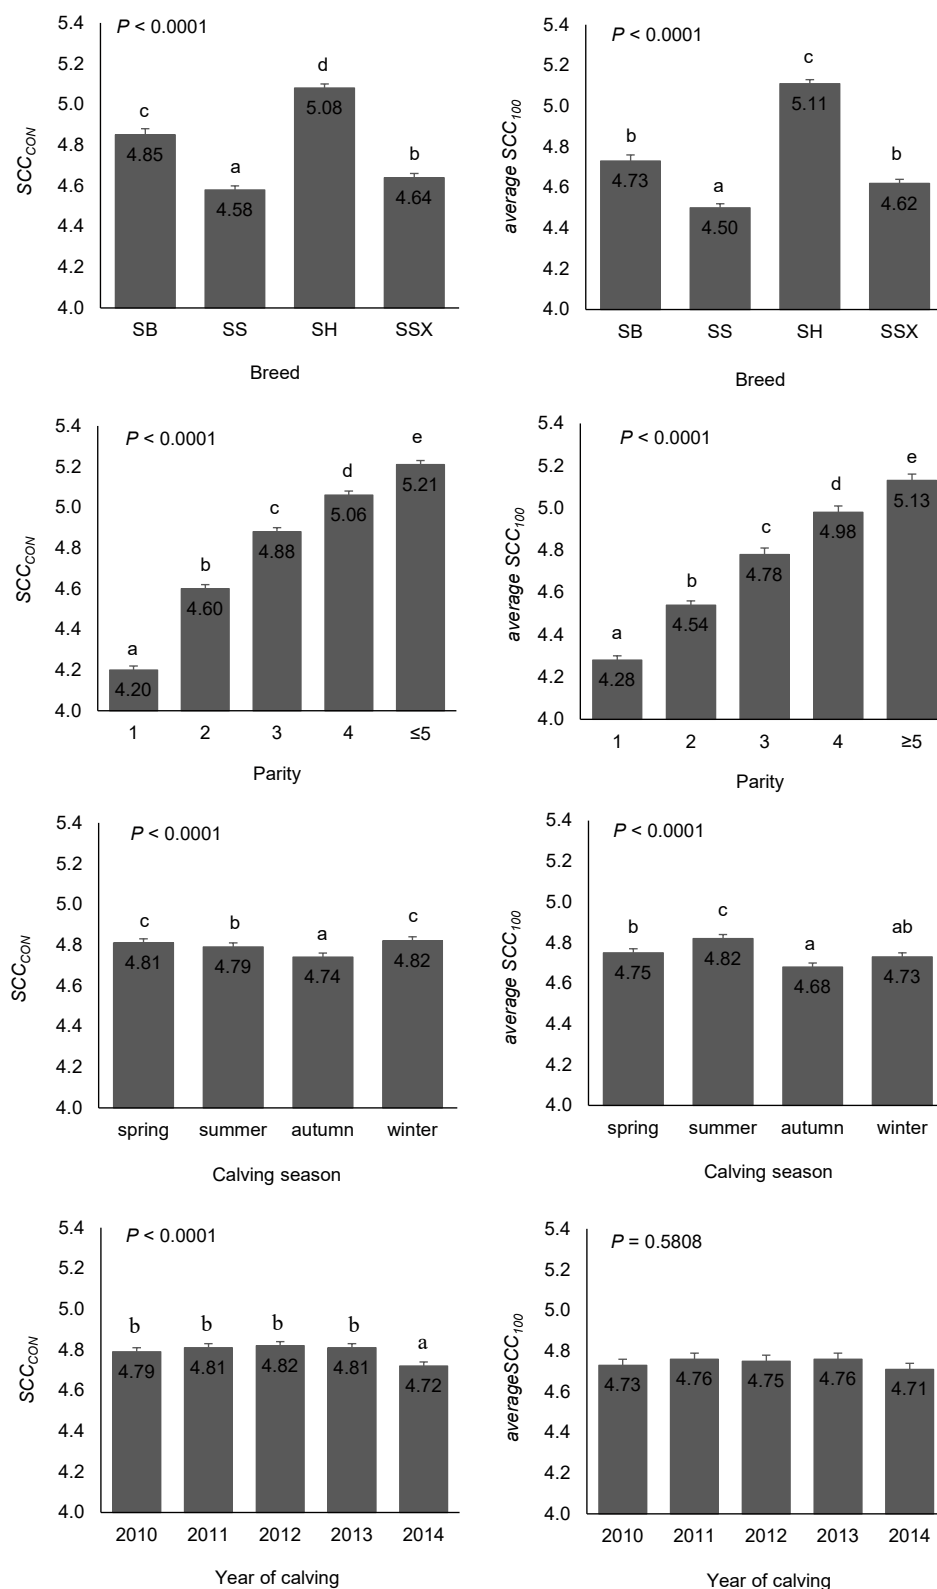 5.4
5.2
5.0
4.8
4.6
4.4
4.2
4.0
SCC_CON
P < 0.0001
c
a
d
b
4.85
4.58
5.08
4.64
SB SS SH SSX
Breed
5.4
5.2
5.0
4.8
4.6
4.4
4.2
4.0
average SCC_100
P < 0.0001
b
a
c
b
4.73
4.50
5.11
4.62
SB SS SH SSX
Breed
5.4
5.2
5.0
4.8
4.6
4.4
4.2
4.0
SCC_CON
P < 0.0001
a
b
c
d
e
4.20
4.60
4.88
5.06
5.21
1 2 3 4 ≤5
Parity
5.4
5.2
5.0
4.8
4.6
4.4
4.2
4.0
average SCC_100
P < 0.0001
a
b
c
d
e
4.28
4.54
4.78
4.98
5.13
1 2 3 4 ≥5
Parity
5.4
5.2
5.0
4.8
4.6
4.4
4.2
4.0
SCC_CON
P < 0.0001
c
b
a
c
4.81
4.79
4.74
4.82
spring summer autumn winter
Calving season
5.4
5.2
5.0
4.8
4.6
4.4
4.2
4.0
average SCC_100
P < 0.0001
b
c
a
ab
4.75
4.82
4.68
4.73
spring summer autumn winter
Calving season
5.4
5.2
5.0
4.8
4.6
4.4
4.2
4.0
SCC_CON
P < 0.0001
b
b
b
b
a
4.79
4.81
4.82
4.81
4.72
2010 2011 2012 2013 2014
Year of calving
5.4
5.2
5.0
4.8
4.6
4.4
4.2
4.0
averageSCC_100
P = 0.5808
4.73
4.76
4.75
4.76
4.71
2010 2011 2012 2013 2014
Year of calving